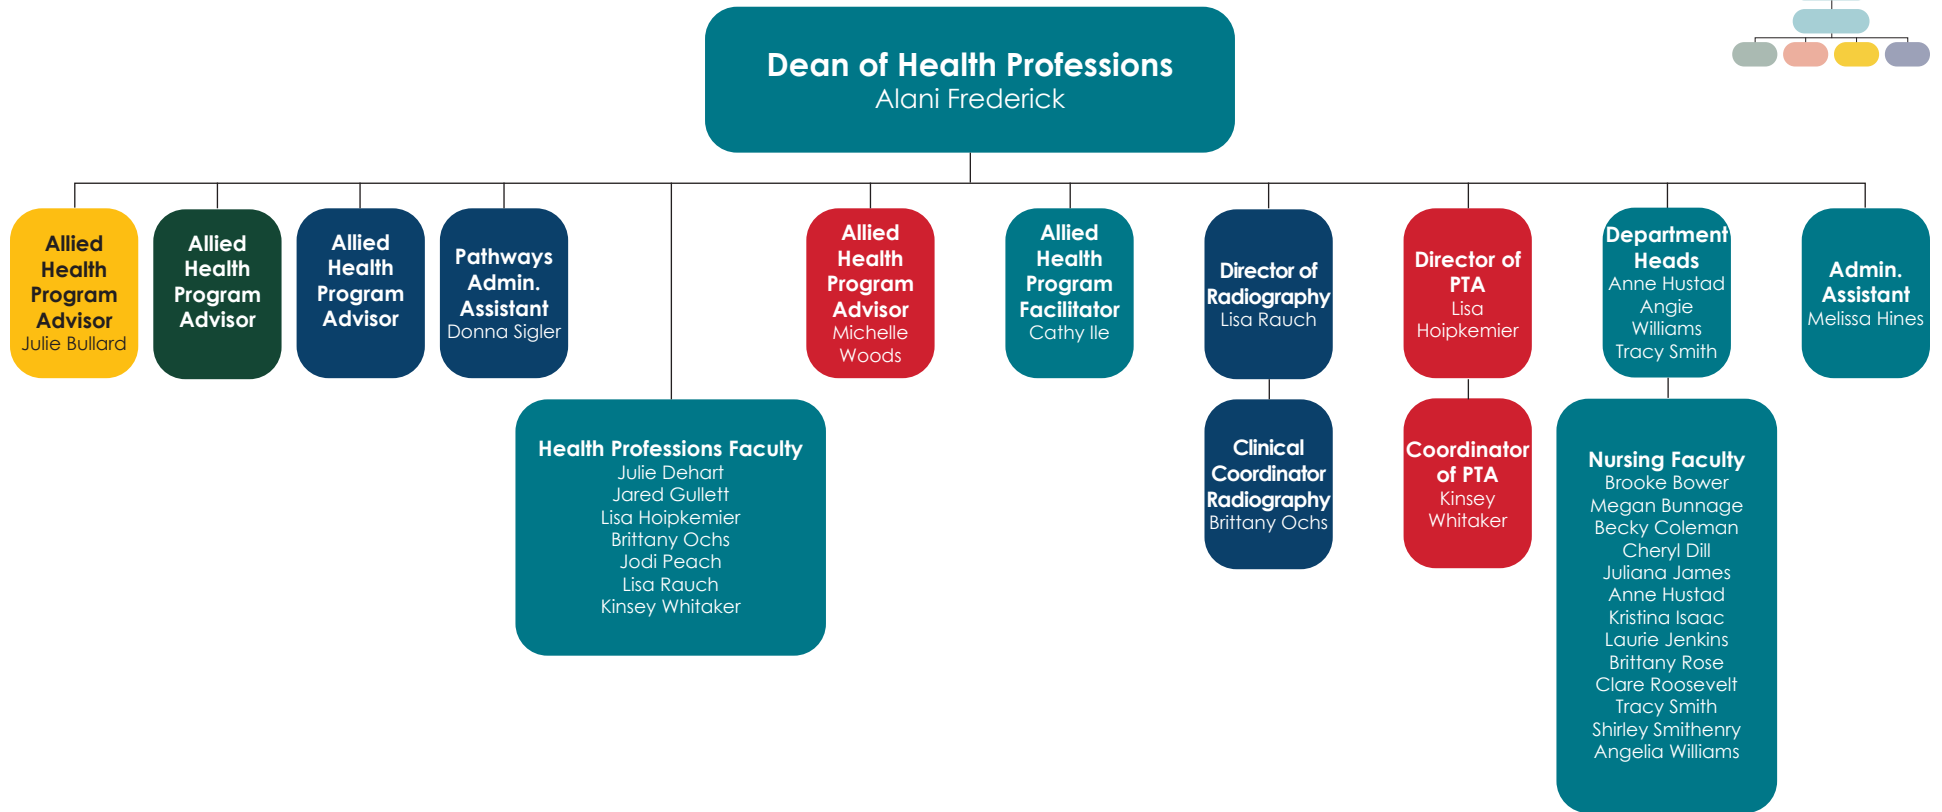 Dean of Health Professions
Alani Frederick
Allied
Health
Program
Advisor
Julie Bullard
Allied
Health
Program
Advisor
Allied
Health
Program
Advisor
Pathways
Admin.
Assistant
Donna Sigler
Allied
Health
Program
Advisor
Michelle
Woods
Allied
Health
Program
Facilitator
Cathy Ile
Director of
Radiography
Lisa Rauch
Director of
PTA
Lisa
Hoipkemier
Department
Heads
Anne Hustad
Angie
Williams
Tracy Smith
Admin.
Assistant
Melissa Hines
Health Professions Faculty
Julie Dehart
Jared Gullett
Lisa Hoipkemier
Brittany Ochs
Jodi Peach
Lisa Rauch
Kinsey Whitaker
Clinical
Coordinator
Radiography
Brittany Ochs
Coordinator
of PTA
Kinsey
Whitaker
Nursing Faculty
Brooke Bower
Megan Bunnage
Becky Coleman
Cheryl Dill
Juliana James
Anne Hustad
Kristina Isaac
Laurie Jenkins
Brittany Rose
Clare Roosevelt
Tracy Smith
Shirley Smithenry
Angelia Williams